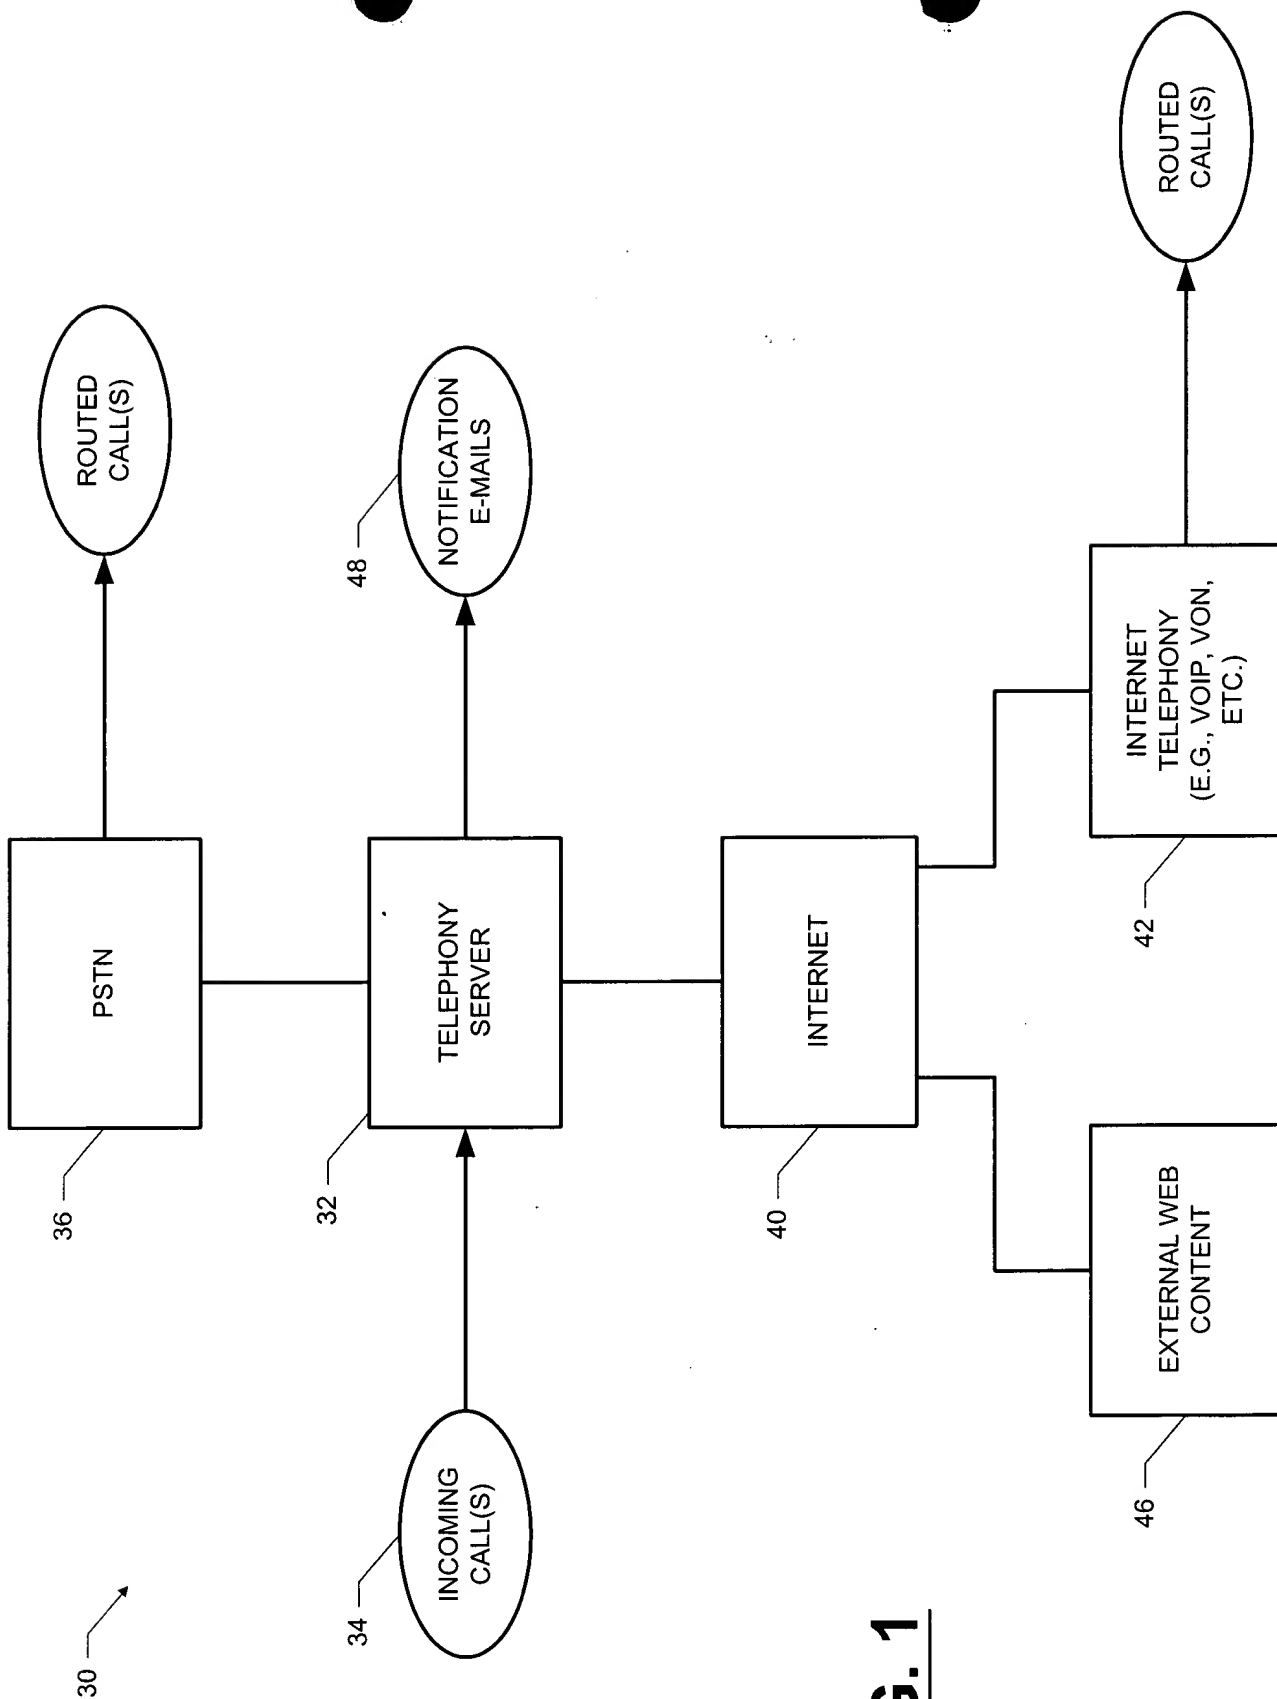 30
36
PSTN
ROUTED
CALL(S)
34
INCOMING
CALL(S)
32
TELEPHONY
SERVER
48
NOTIFICATION
E-MAILS
40
INTERNET
46
EXTERNAL WEB
CONTENT
42
INTERNET
TELEPHONY
(E.G., VOIP, VON,
ETC.)
ROUTED
CALL(S)
G. 1